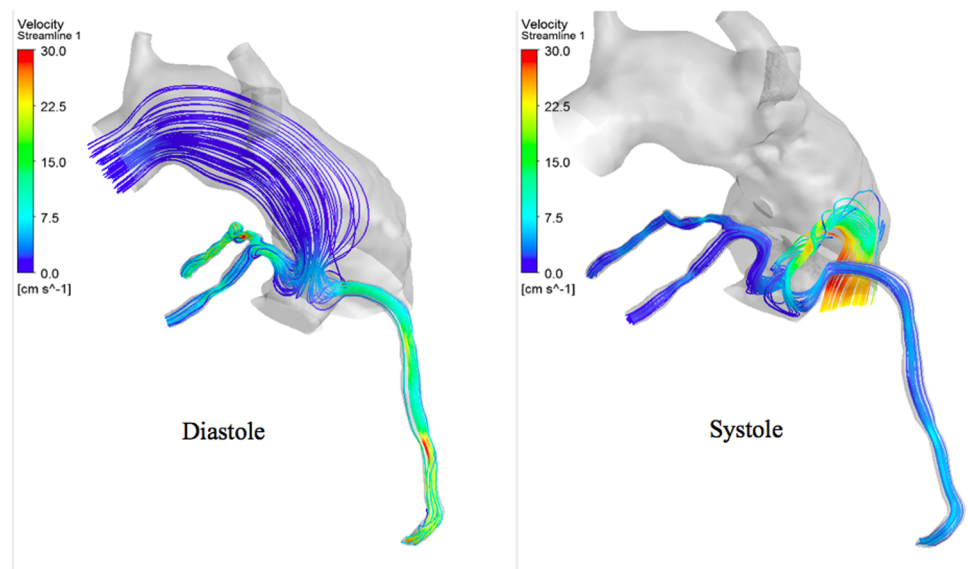 Velocity
Streamline 1
30.0
22.5
15.0
7.5
0.0
[cm s^-1]
Diastole
Velocity
Streamline 1
30.0
22.5
15.0
7.5
0.0
[cm s^-1]
Systole